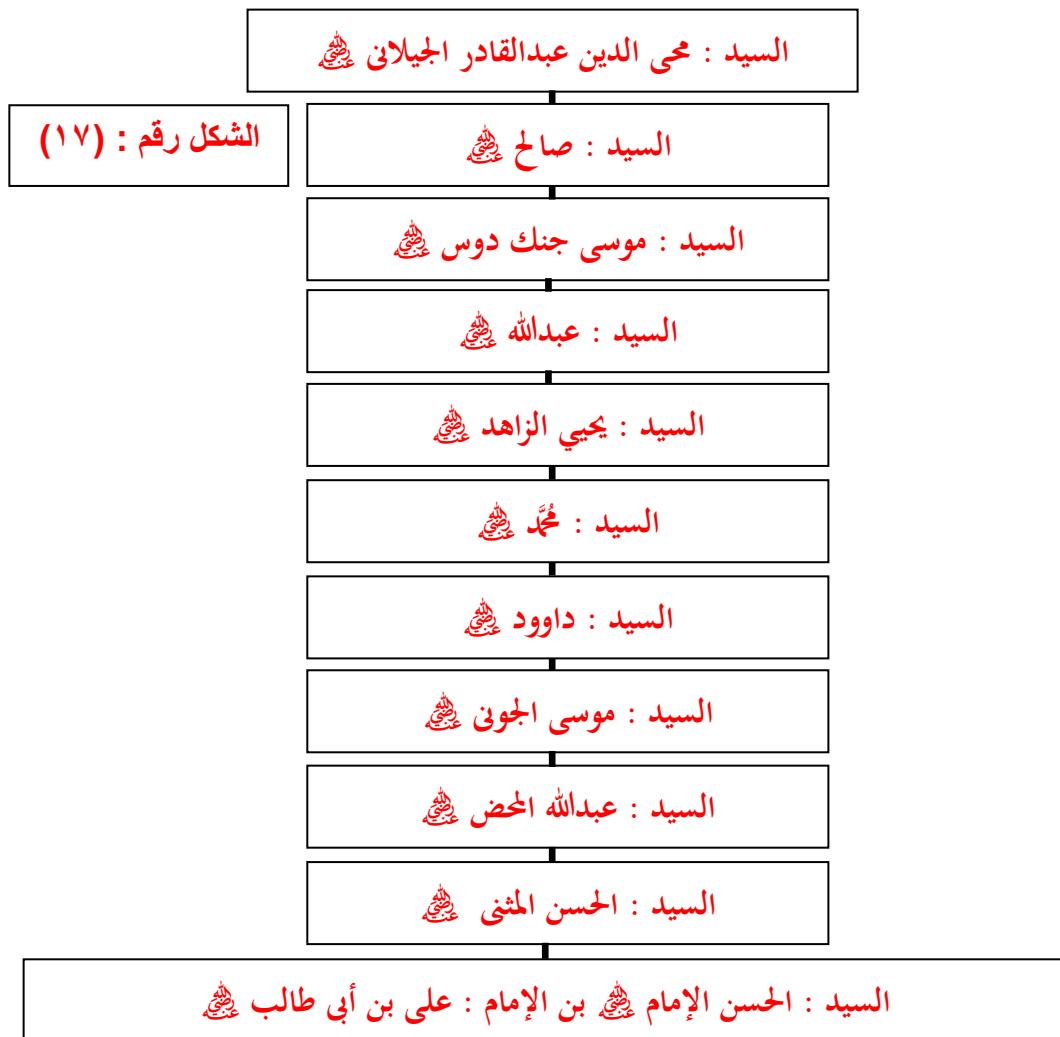 السيد : محى الدين عبدالقادر الجيلانى ﵁
الشكل رقم : (١٧)
السيد : صالح ﵁
السيد : موسى جنك دوس ﵁
السيد : عبدالله ﵁
السيد : يحيي الزاهد ﵁
السيد : مُحَمَّد ﵁
السيد : داوود ﵁
السيد : موسى الجونى ﵁
السيد : عبدالله المحض ﵁
السيد : الحسن المثنى ﵁
السيد : الحسن الإمام ﵁ بن الإمام : على بن أبى طالب ﵁